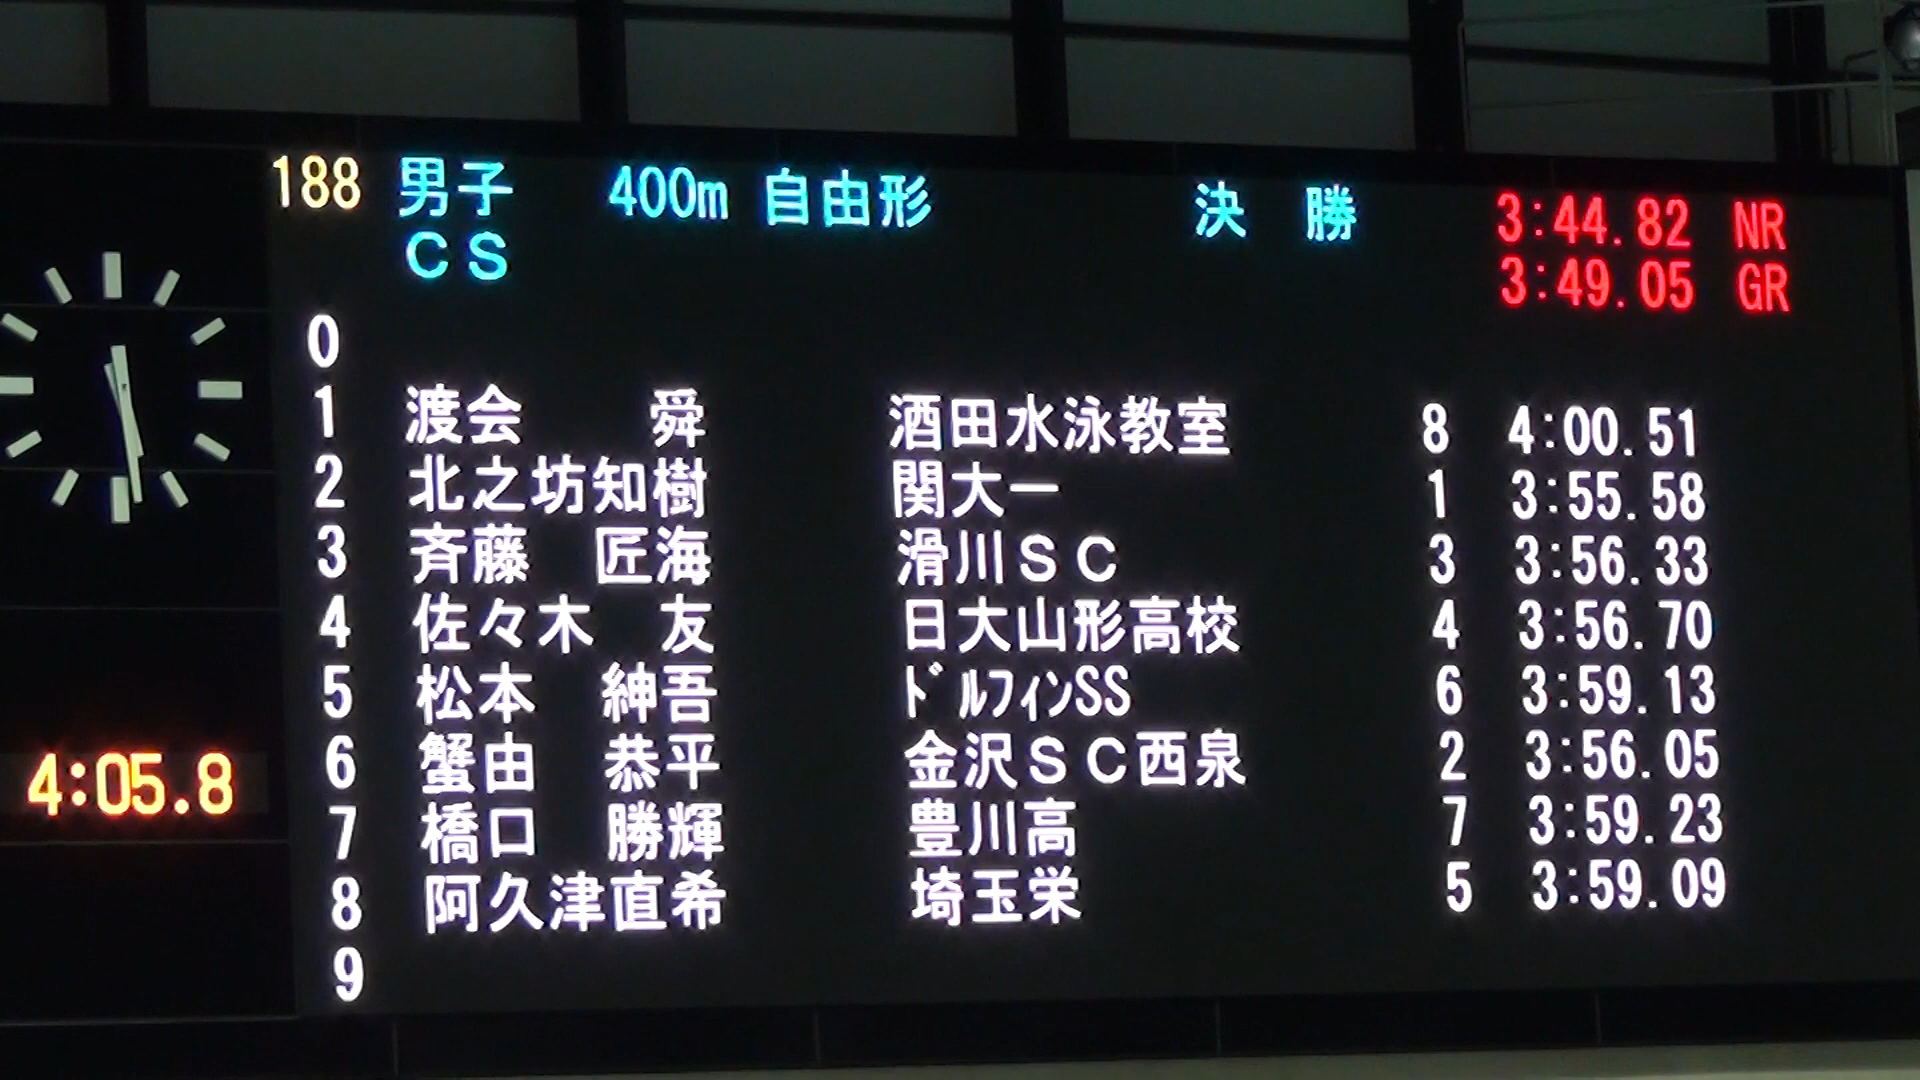 188 男子 400m 自由形 決 勝 3:44.82 NR
CS 3:49.05 GR
0
1 渡会 舜 酒田水泳教室 8 4:00.51
2 北之坊知樹 関大一 1 3:55.58
3 斉藤 匠海 滑川SC 3 3:56.33
4 佐々木 友 日大山形高校 4 3:56.70
5 松本 紳吾 ドルフィンSS 6 3:59.13
6 蟹由 恭平 金沢SC西泉 2 3:56.05
4:05.8
7 橋口 勝輝 豊川高 7 3:59.23
8 阿久津直希 埼玉栄 5 3:59.09
9